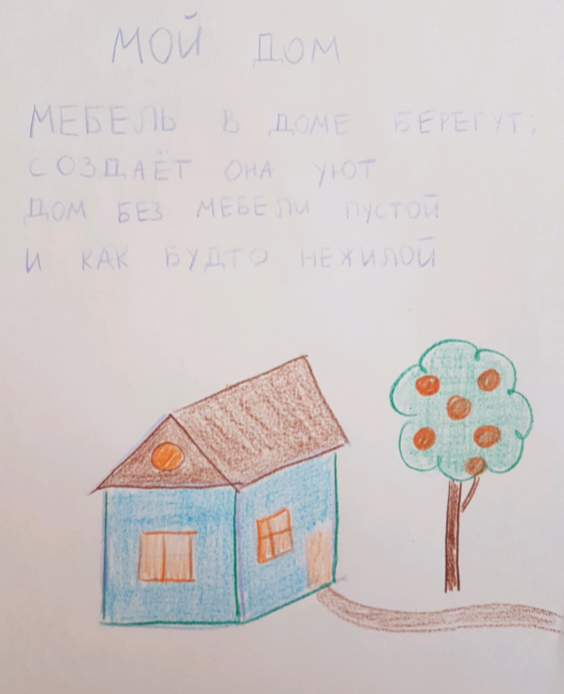 МОЙ ДОМ
МЕБЕЛЬ В ДОМЕ БЕРЕГУТ,
СОЗДАЁТ ОНА УЮТ
ДОМ БЕЗ МЕБЕЛИ ПУСТОЙ
И КАК БУДТО НЕЖИЛОЙ